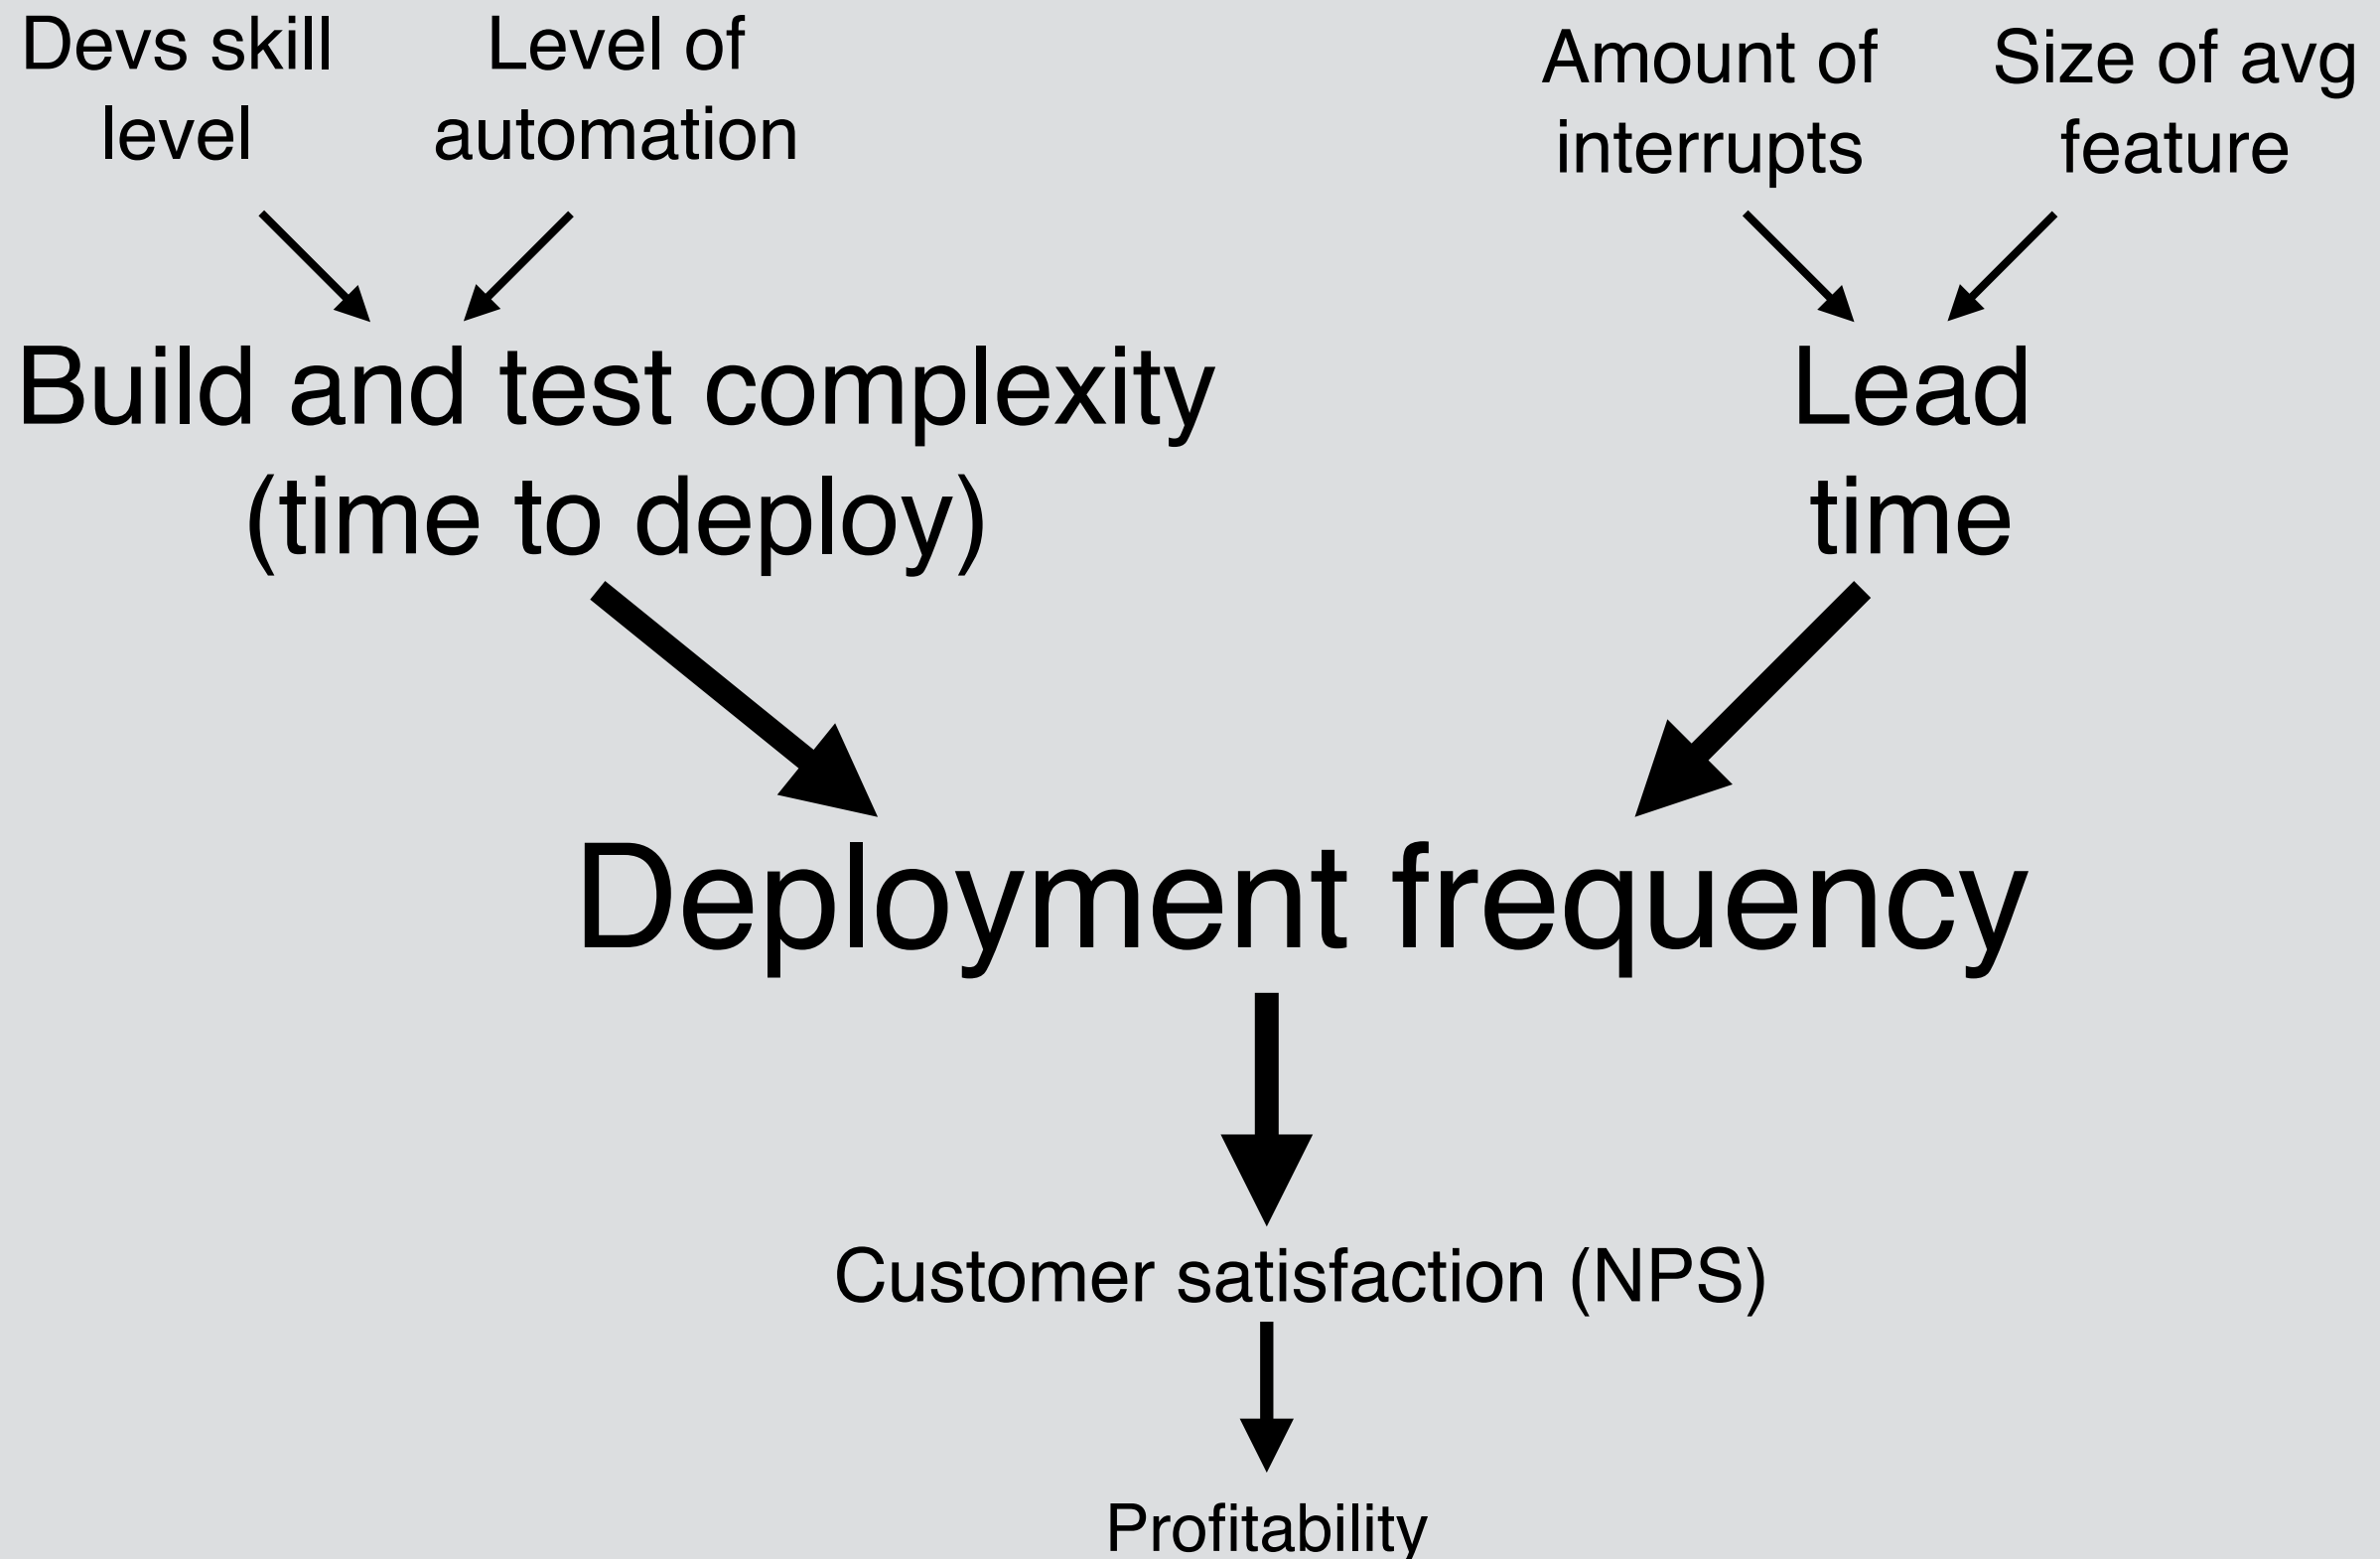 Devs skill
level
Level of
automation
Amount of
interrupts
Size of avg
feature
Build and test complexity
(time to deploy)
Lead
time
Deployment frequency
Customer satisfaction (NPS)
Profitability